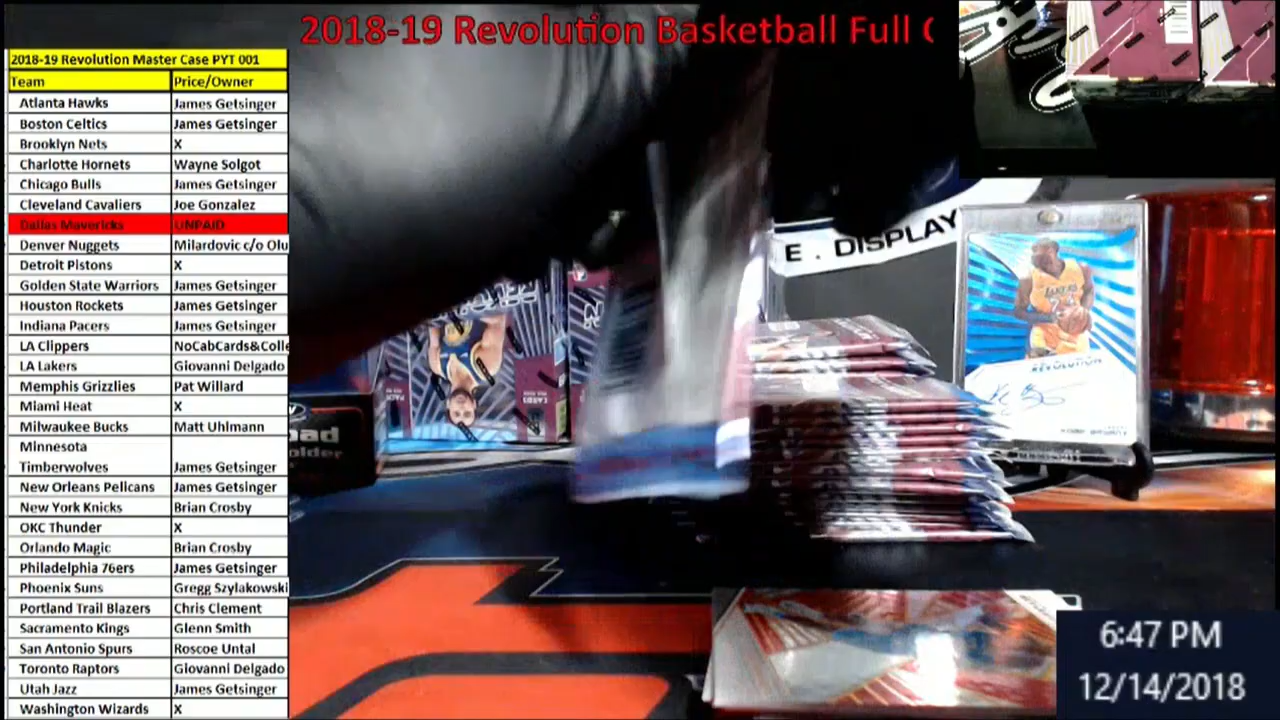 2018-19 Revolution Basketball Full
2018-19 Revolution Master Case PYT 001
Team Price/Owner
Atlanta Hawks James Getsinger
Boston Celtics James Getsinger
Brooklyn Nets X
Charlotte Hornets Wayne Solgot
Chicago Bulls James Getsinger
Cleveland Cavaliers Joe Gonzalez
Dallas Mavericks UNPAID
Denver Nuggets Milardovic c/o Olu
Detroit Pistons X
Golden State Warriors James Getsinger
Houston Rockets James Getsinger
Indiana Pacers James Getsinger
LA Clippers NoCabCards&Colle
LA Lakers Giovanni Delgado
Memphis Grizzlies Pat Willard
Miami Heat X
Milwaukee Bucks Matt Uhlmann
Minnesota
Timberwolves James Getsinger
New Orleans Pelicans James Getsinger
New York Knicks Brian Crosby
OKC Thunder X
Orlando Magic Brian Crosby
Philadelphia 76ers James Getsinger
Phoenix Suns Gregg Szylakowski
Portland Trail Blazers Chris Clement
Sacramento Kings Glenn Smith
San Antonio Spurs Roscoe Untal
Toronto Raptors Giovanni Delgado
Utah Jazz James Getsinger
Washington Wizards X
E. DISPLAY
LAKERS
REVOLUTION
6:47 PM
12/14/2018